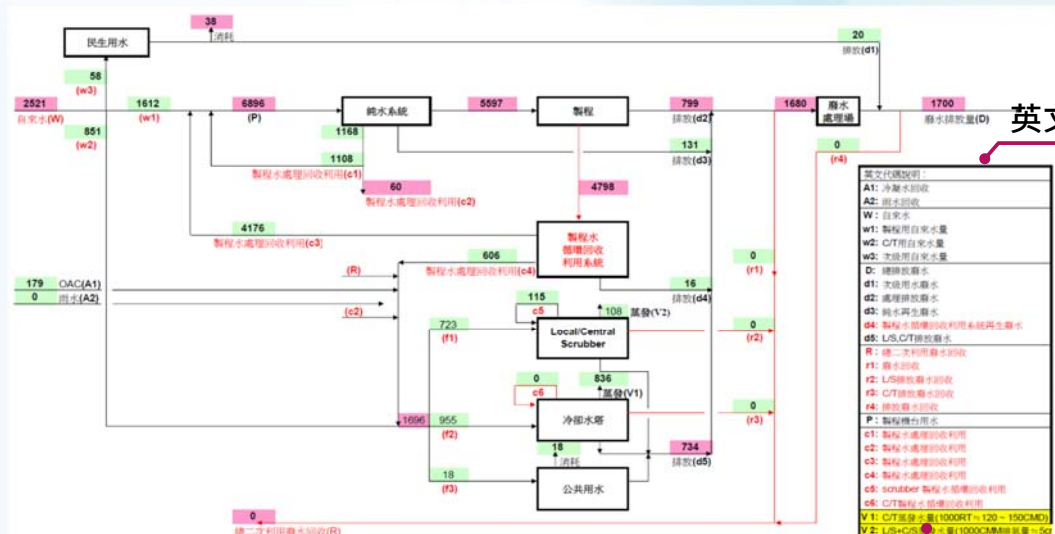 38
消耗
民生用水
20
排放(d1)
58
(w3)
2521
自來水(W)
1612
(w1)
6896
(P)
純水系統
5597
製程
799
排放(d2)
1680
廢水
處理場
1700
廢水排放量(D)
英文
851
(w2)
1168
1108
製程水處理回收利用(c1)
60
製程水處理回收利用(c2)
131
排放(d3)
0
(r4)
4798
4176
製程水處理回收利用(c3)
製程水
循環回收
利用系統
606
製程水處理回收利用(c4)
(R)
0
(r1)
179
OAC(A1)
0
雨水(A2)
16
排放(d4)
(c2)
115
c5
108
蒸發(V2)
723
(f1)
Local/Central
Scrubber
0
(r2)
0
c6
836
蒸發(V1)
1696
955
(f2)
冷卻水塔
0
(r3)
18
消耗
734
排放(d5)
18
(f3)
公共用水
0
總二次利用廢水回收(R)
英文代碼說明：
A1: 冷凝水回收
A2: 雨水回收
W : 自來水
w1: 製程用自來水量
w2: C/T用自來水量
w3: 次級用自來水量
D: 總排放廢水
d1: 次級用水廢水
d2: 處理排放廢水
d3: 純水再生廢水
d4: 製程水循環回收利用系統再生廢水
d5: L/S,C/T排放廢水
R : 總二次利用廢水回收
r1: 廢水回收
r2: L/S排放廢水回收
r3: C/T排放廢水回收
r4: 排放廢水回收
P : 製程機台用水
c1: 製程水處理回收利用
c2: 製程水處理回收利用
c3: 製程水處理回收利用
c4: 製程水處理回收利用
c5: scrubber 製程水循環回收利用
c6: C/T製程水循環回收利用
V 1: C/T蒸發水量(1000RT≒120~150CMD)
V 2: L/S+C/S